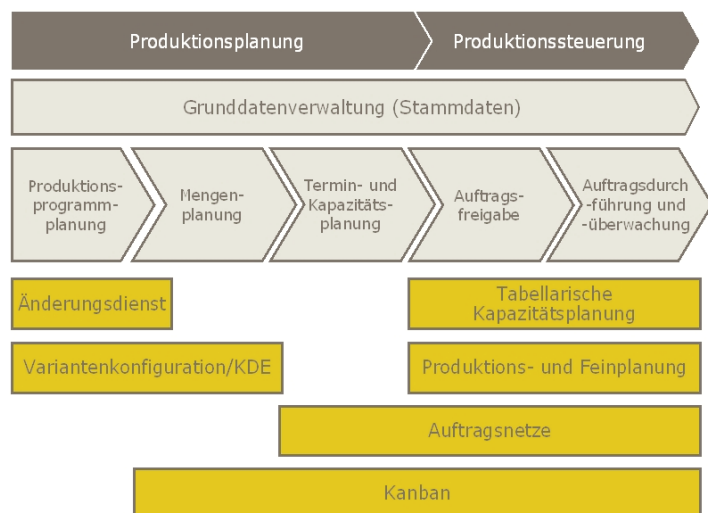 Produktionsplanung
Produktionssteuerung
Grunddatenverwaltung (Stammdaten)
Produktions-
programm-
planung
Mengen-
planung
Termin- und
Kapazitäts-
planung
Auftrags-
freigabe
Auftragsdurch
-führung und
-überwachung
Änderungsdienst
Tabellarische
Kapazitätsplanung
Variantenkonfiguration/KDE
Produktions- und Feinplanung
Auftragsnetze
Kanban